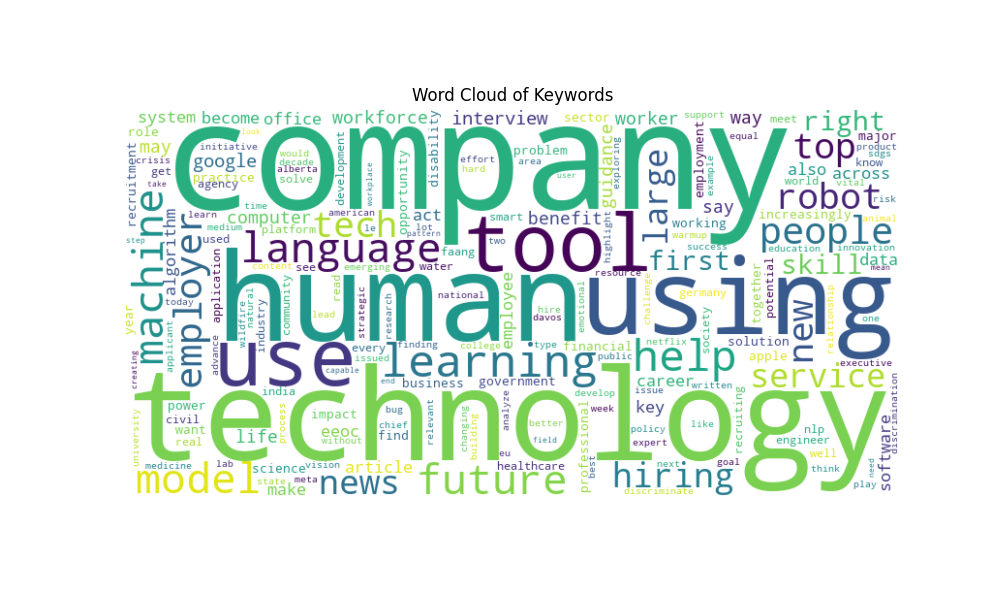 Word Cloud of Keywords
system become office workforce interview sector worker support way meet right
role look equal major
may initiative company disability effort guidance problem top product sdgs
recruitment crisis google would decade development workplace opportunity area exploring employment example also across know
get practice alberta hard large world vital
take agency solve user robot risk
learn time american act lot smart benefit highlight say increasingly animal
machine algorithm medium computer tech le pattern working people
step used platform language faang two tool warmup success education innovation
employer application content see emerging water first skill data
today wildfire natural industry community read strategic research national resource challenge germany together potential mean
year applicant advance lead human employee davos hire emotional using society solution new relationship one
creating issued every capable finding college type financial public netflix apple executive
use learning help service
india end business government develop career written
university power process impact bug chief relevant changing building analyze better professional week key issue policy like recruiting nlp discrimination
civil want real life eeoc without find technology field expert engineer software
medicine lab science vision article eu healthcare best next goal well think need
model state make meta news future hiring discriminate play